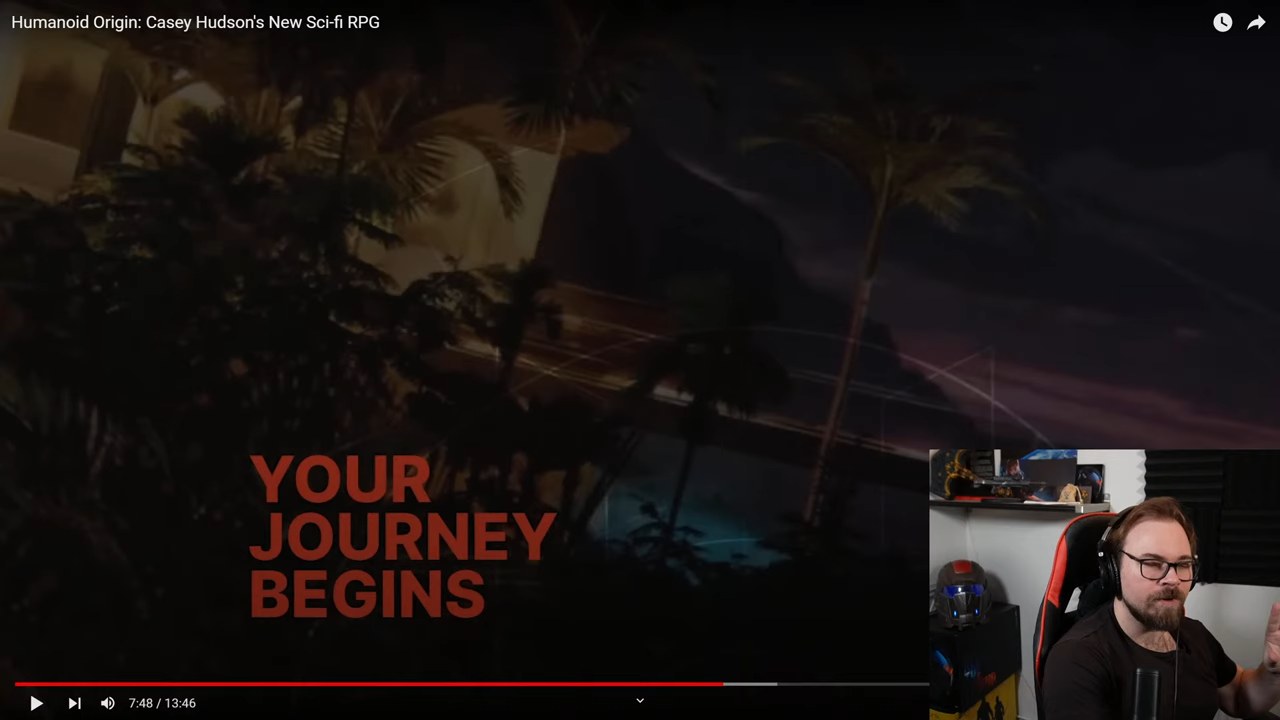 Humanoid Origin: Casey Hudson's New Sci-fi RPG
YOUR
JOURNEY
BEGINS
7:48 / 13:46